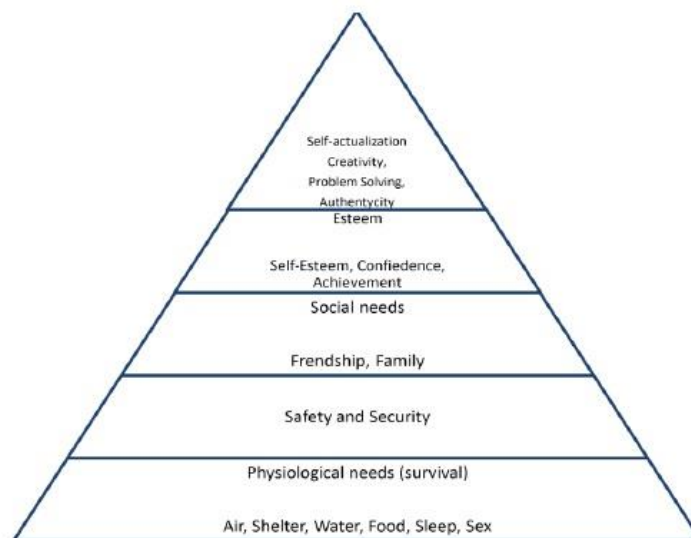 Self-actualization
Creativity,
Problem Solving,
Authentycity
Esteem
Self-Esteem, Confiedence,
Achievement
Social needs
Frendship, Family
Safety and Security
Physiological needs (survival)
Air, Shelter, Water, Food, Sleep, Sex